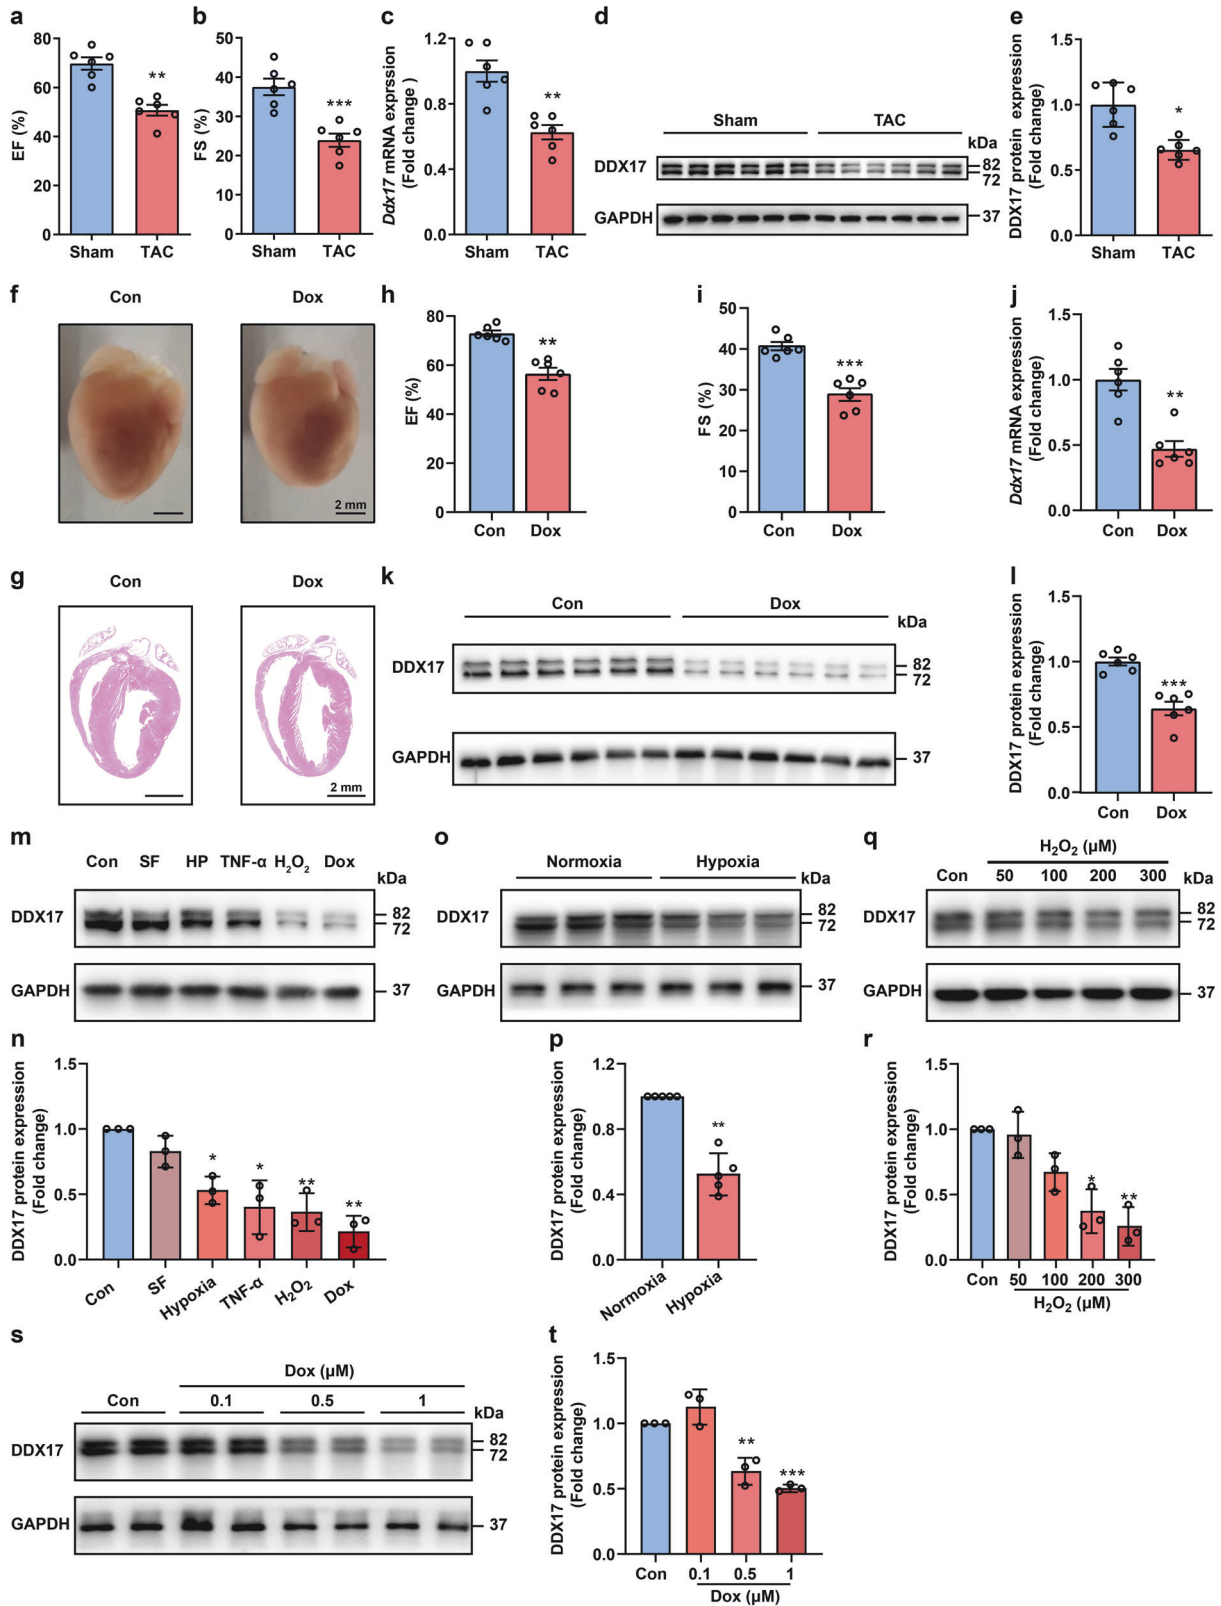 a
EF (%)
80
60
40
20
0
**
Sham
TAC
b
FS (%)
50
40
30
20
10
0
***
Sham
TAC
c
Ddx17 mRNA exprssion
(Fold change )
1.2
0.8
0.4
0.0
**
Sham
TAC
d
Sham
TAC
kDa
DDX17
82
72
GAPDH
37
e
DDX17 protein expression
(Fold change)
1.5
1.0
0.5
0.0
*
Sham
TAC
f
Con
Dox
2 mm
h
EF (%)
80
60
40
20
0
**
Con
Dox
i
FS (%)
50
40
30
20
10
0
***
Con
Dox
j
Ddx17 mRNA expression
(Fold change)
1.5
1.0
0.5
0.0
**
Con
Dox
g
Con
Dox
2 mm
k
Con
Dox
kDa
DDX17
82
72
GAPDH
37
l
DDX17 protein expression
(Fold change)
1.5
1.0
0.5
0.0
***
Con
Dox
m
Con SF HP TNF-α H₂O₂ Dox
kDa
DDX17
82
72
GAPDH
37
o
Normoxia
Hypoxia
kDa
DDX17
82
72
GAPDH
37
q
H₂O₂ (μM)
Con 50 100 200 300
kDa
DDX17
82
72
GAPDH
37
n
DDX17 protein expression
(Fold change)
1.5
1.0
0.5
0.0
*
*
**
**
Con
SF
Hypoxia
TNF-α
H₂O₂
Dox
p
DDX17 protein expression
(Fold change)
1.2
0.8
0.4
0.0
**
Normoxia
Hypoxia
r
DDX17 protein expression
(Fold change)
1.5
1.0
0.5
0.0
*
**
Con 50 100 200 300
H₂O₂ (μM)
s
Dox (μM)
Con 0.1 0.5 1
kDa
DDX17
82
72
GAPDH
37
t
DDX17 protein expression
(Fold change)
1.5
1.0
0.5
0.0
**
***
Con 0.1 0.5 1
Dox (μM)